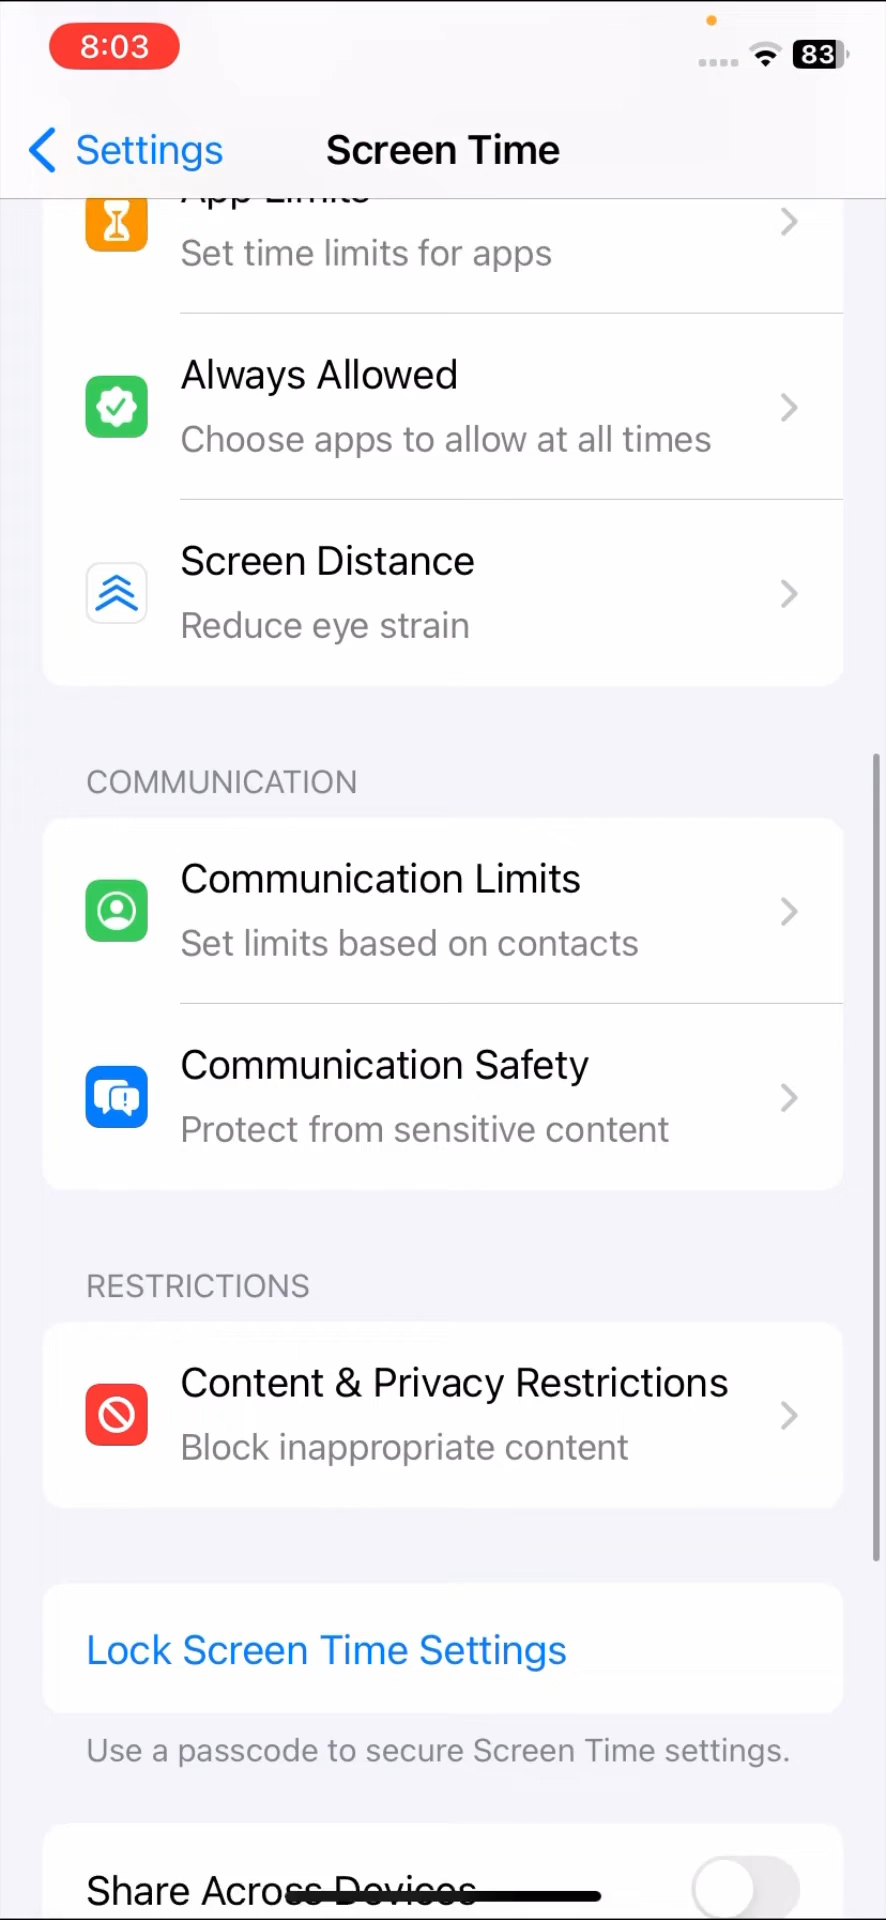 8:03
83
Settings
Screen Time
App Limits
Set time limits for apps
Always Allowed
Choose apps to allow at all times
Screen Distance
Reduce eye strain
COMMUNICATION
Communication Limits
Set limits based on contacts
Communication Safety
Protect from sensitive content
RESTRICTIONS
Content & Privacy Restrictions
Block inappropriate content
Lock Screen Time Settings
Use a passcode to secure Screen Time settings.
Share Across Devices